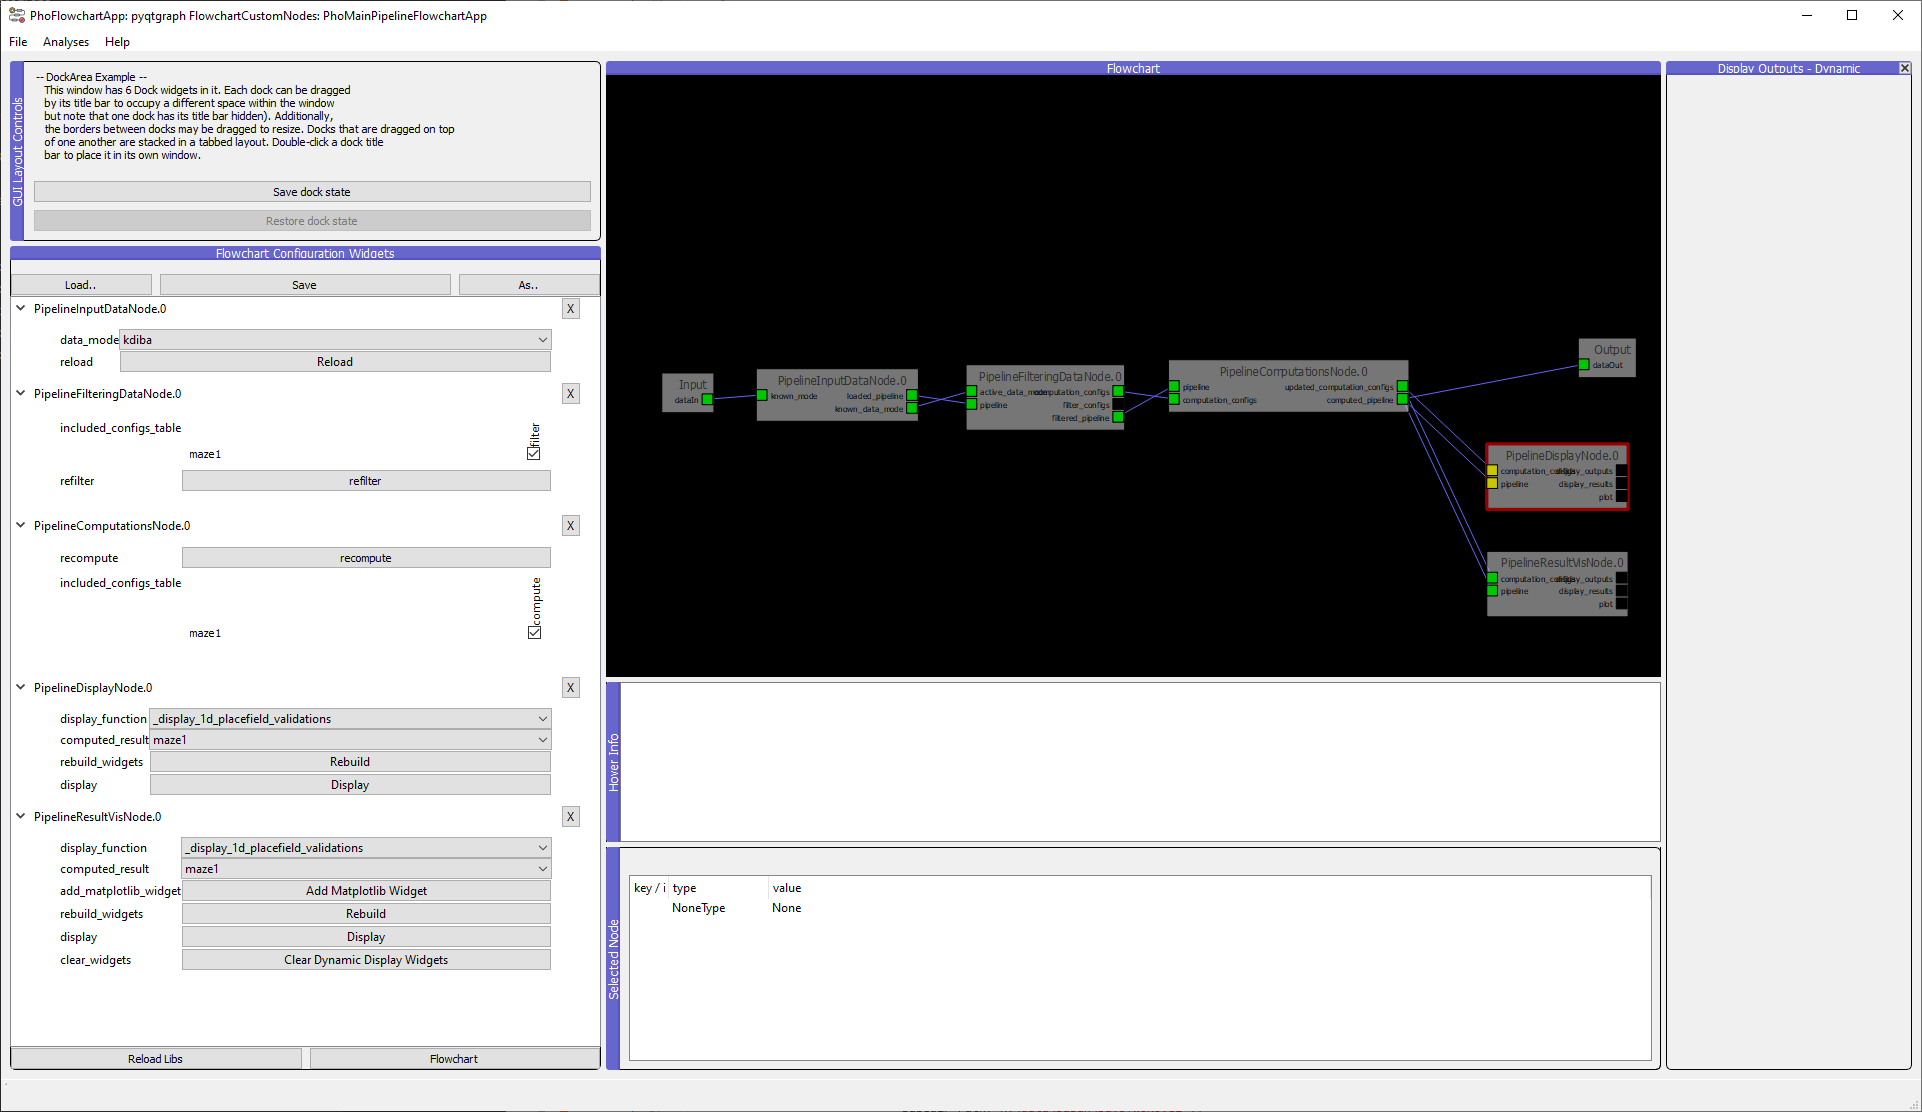 PhoFlowchartApp: pyqtgraph FlowchartCustomNodes: PhoMainPipelineFlowchartApp
File Analyses Help
GUI Layout Controls
-- DockArea Example --
This window has 6 Dock widgets in it. Each dock can be dragged
by its title bar to occupy a different space within the window
but note that one dock has its title bar hidden). Additionally,
the borders between docks may be dragged to resize. Docks that are dragged on top
of one another are stacked in a tabbed layout. Double-click a dock title
bar to place it in its own window.
Save dock state
Restore dock state
Flowchart Configuration Widgets
Load.. Save As..
PipelineInputDataNode.0 X
data_mode kdiba
reload Reload
PipelineFilteringDataNode.0 X
included_configs_table
filter
maze1
refilter refilter
PipelineComputationsNode.0 X
recompute recompute
included_configs_table
compute
maze1
PipelineDisplayNode.0 X
display_function _display_1d_placefield_validations
computed_result maze1
rebuild_widgets Rebuild
display Display
PipelineResultVisNode.0 X
display_function _display_1d_placefield_validations
computed_result maze1
add_matplotlib_widget Add Matplotlib Widget
rebuild_widgets Rebuild
display Display
clear_widgets Clear Dynamic Display Widgets
Reload Libs Flowchart
Flowchart
Input
dataIn
PipelineInputDataNode.0
known_mode loaded_pipeline
known_data_mode
PipelineFilteringDataNode.0
active_data_mode computation_configs
pipeline filter_configs
filtered_pipeline
PipelineComputationsNode.0
pipeline updated_computation_configs
computation_configs computed_pipeline
Output
dataOut
PipelineDisplayNode.0
computation_configs display_outputs
pipeline display_results
plot
PipelineResultVisNode.0
computation_configs display_outputs
pipeline display_results
plot
Hover Info
Selected Node
key / i type value
NoneType None
Display Outputs - Dynamic